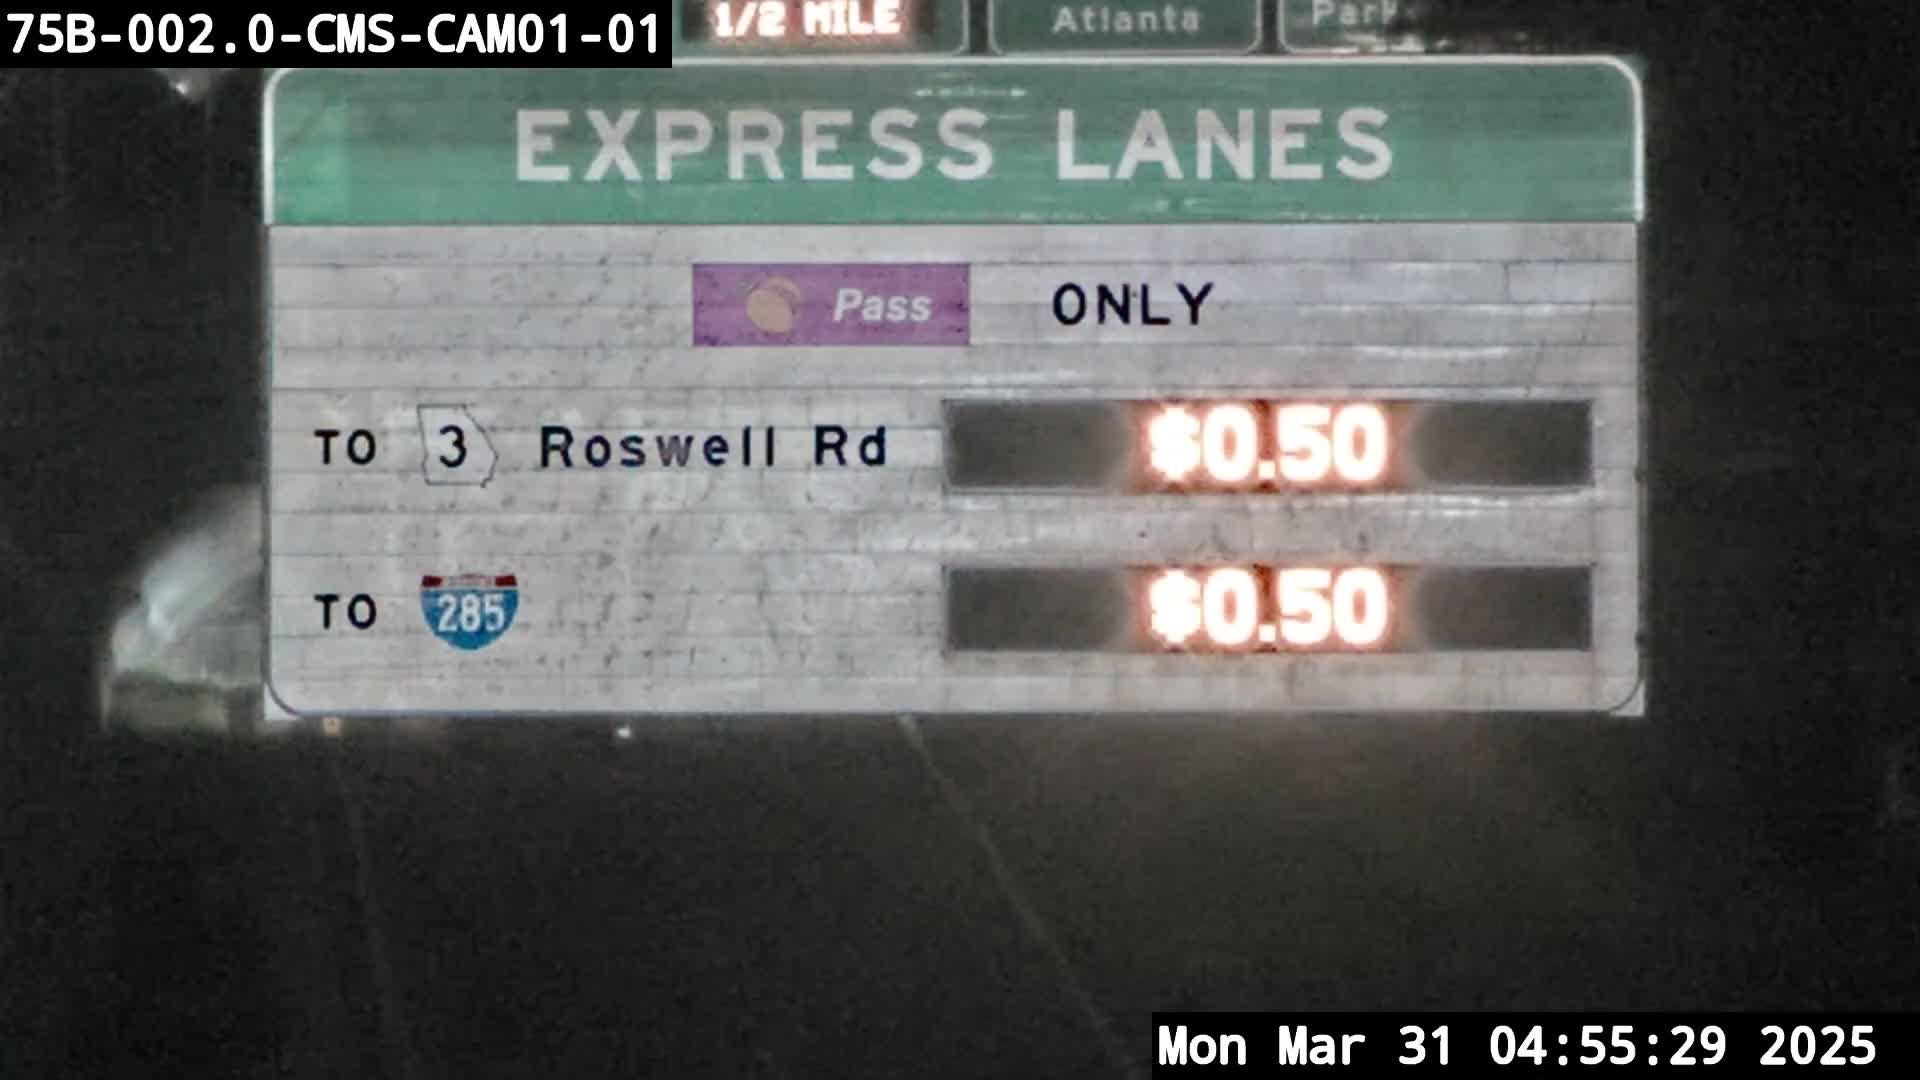 75B-002.0-CMS-CAM01-01
1/2 MILE
Atlanta
Park
EXPRESS LANES
Pass ONLY
TO 3 Roswell Rd $0.50
TO 285 $0.50
Mon Mar 31 04:55:29 2025